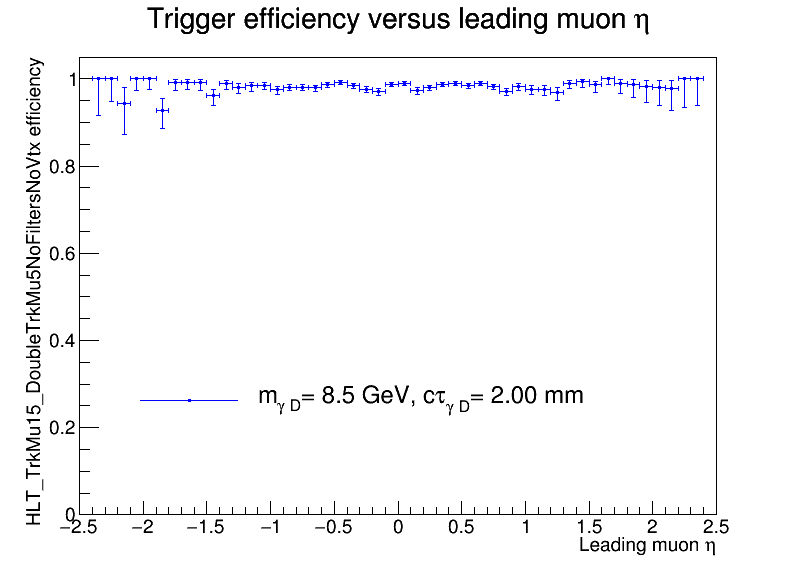 Trigger efficiency versus leading muon η
HLT_TrkMu15_DoubleTrkMu5NoFiltersNoVtx efficiency
1
0.8
0.6
0.4
0.2
0
m_γ D= 8.5 GeV, cτ_γ D= 2.00 mm
−2.5 −2 −1.5 −1 −0.5 0 0.5 1 1.5 2 2.5
Leading muon η